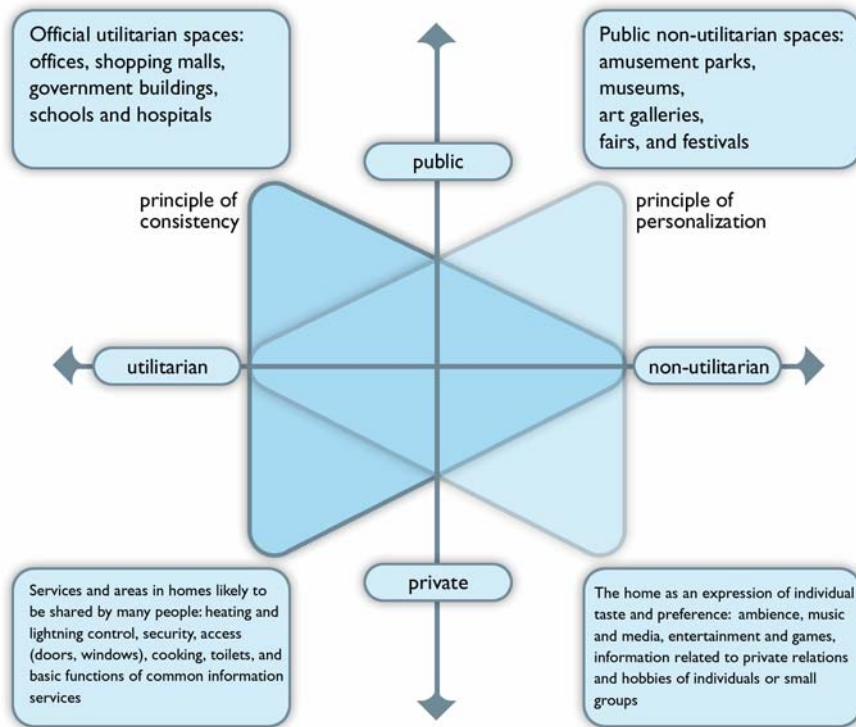 Official utilitarian spaces:
offices, shopping malls,
government buildings,
schools and hospitals
Public non-utilitarian spaces:
amusement parks,
museums,
art galleries,
fairs, and festivals
public
principle of
consistency
principle of
personalization
utilitarian
non-utilitarian
private
Services and areas in homes likely to
be shared by many people: heating and
lightning control, security, access
(doors, windows), cooking, toilets, and
basic functions of common information
services
The home as an expression of individual
taste and preference: ambience, music
and media, entertainment and games,
information related to private relations
and hobbies of individuals or small
groups